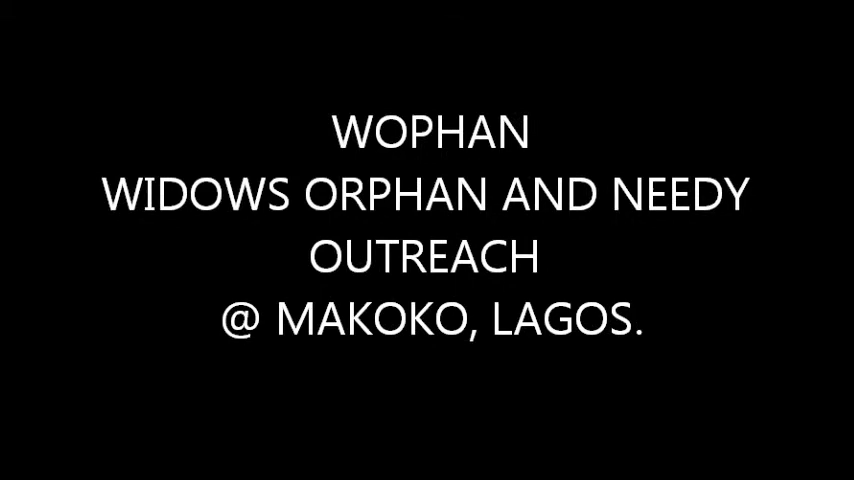 WOPHAN
WIDOWS ORPHAN AND NEEDY
OUTREACH
@ MAKOKO, LAGOS.